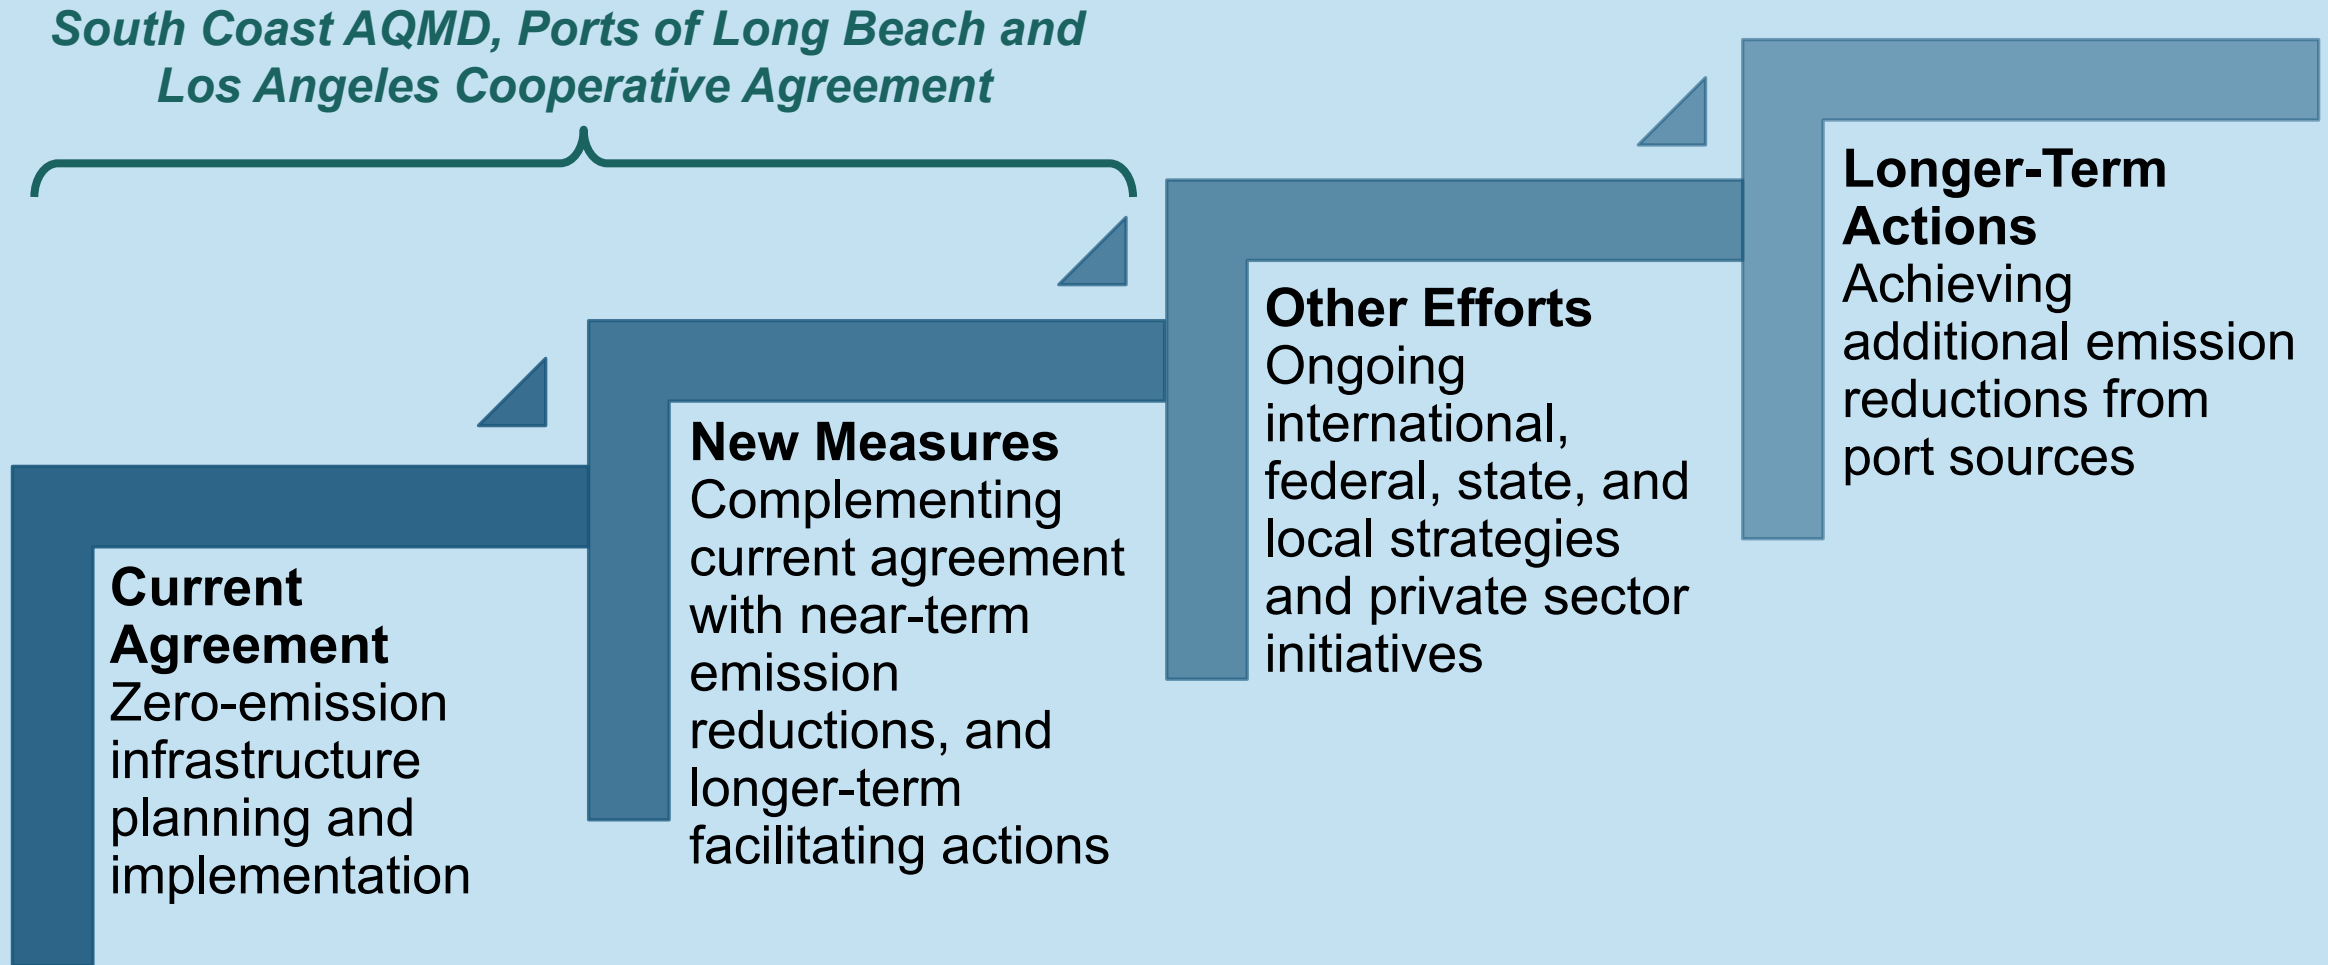 South Coast AQMD, Ports of Long Beach and
Los Angeles Cooperative Agreement
Current
Agreement
Zero-emission
infrastructure
planning and
implementation
New Measures
Complementing
current agreement
with near-term
emission
reductions, and
longer-term
facilitating actions
Other Efforts
Ongoing
international,
federal, state, and
local strategies
and private sector
initiatives
Longer-Term
Actions
Achieving
additional emission
reductions from
port sources